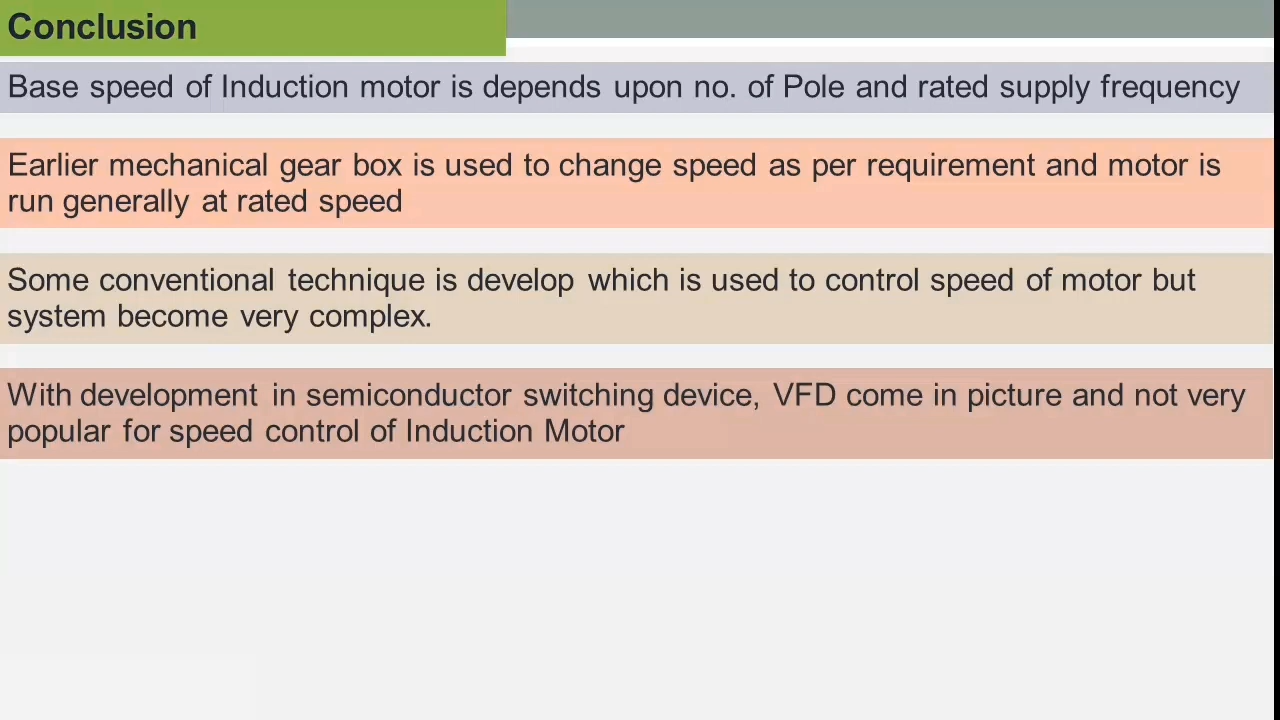 Conclusion
Base speed of Induction motor is depends upon no. of Pole and rated supply frequency
Earlier mechanical gear box is used to change speed as per requirement and motor is
run generally at rated speed
Some conventional technique is develop which is used to control speed of motor but
system become very complex.
With development in semiconductor switching device, VFD come in picture and not very
popular for speed control of Induction Motor